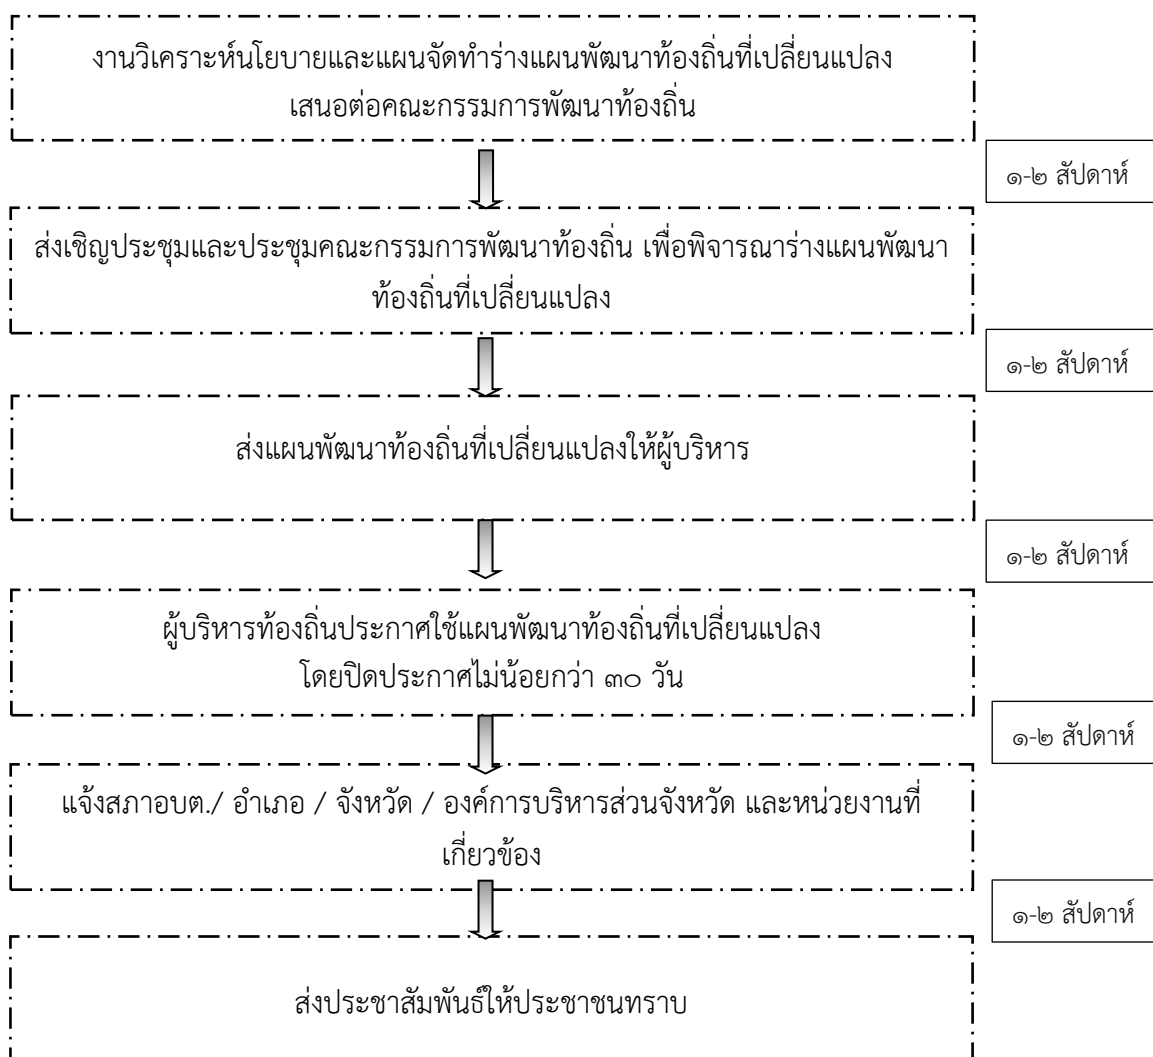 งานวิเคราะห์นโยบายและแผนจัดทำร่างแผนพัฒนาท้องถิ่นที่เปลี่ยนแปลง
เสนอต่อคณะกรรมการพัฒนาท้องถิ่น
๑-๒ สัปดาห์
ส่งเชิญประชุมและประชุมคณะกรรมการพัฒนาท้องถิ่น เพื่อพิจารณาร่างแผนพัฒนา
ท้องถิ่นที่เปลี่ยนแปลง
๑-๒ สัปดาห์
ส่งแผนพัฒนาท้องถิ่นที่เปลี่ยนแปลงให้ผู้บริหาร
๑-๒ สัปดาห์
ผู้บริหารท้องถิ่นประกาศใช้แผนพัฒนาท้องถิ่นที่เปลี่ยนแปลง
โดยปิดประกาศไม่น้อยกว่า ๓๐ วัน
๑-๒ สัปดาห์
แจ้งสภาอบต./ อำเภอ / จังหวัด / องค์การบริหารส่วนจังหวัด และหน่วยงานที่
เกี่ยวข้อง
๑-๒ สัปดาห์
ส่งประชาสัมพันธ์ให้ประชาชนทราบ